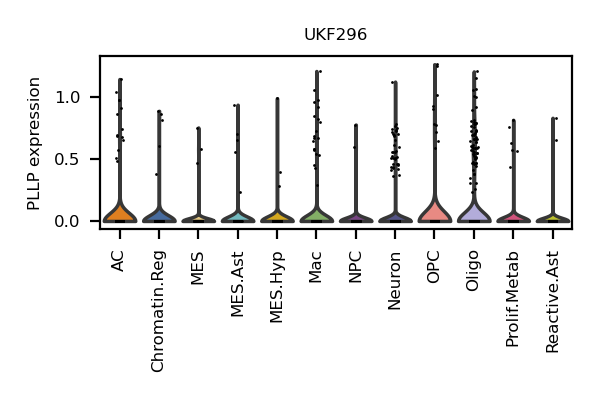 UKF296
PLLP expression
1.0
0.5
0.0
AC
Chromatin.Reg
MES
MES.Ast
MES.Hyp
Mac
NPC
Neuron
OPC
Oligo
Prolif.Metab
Reactive.Ast